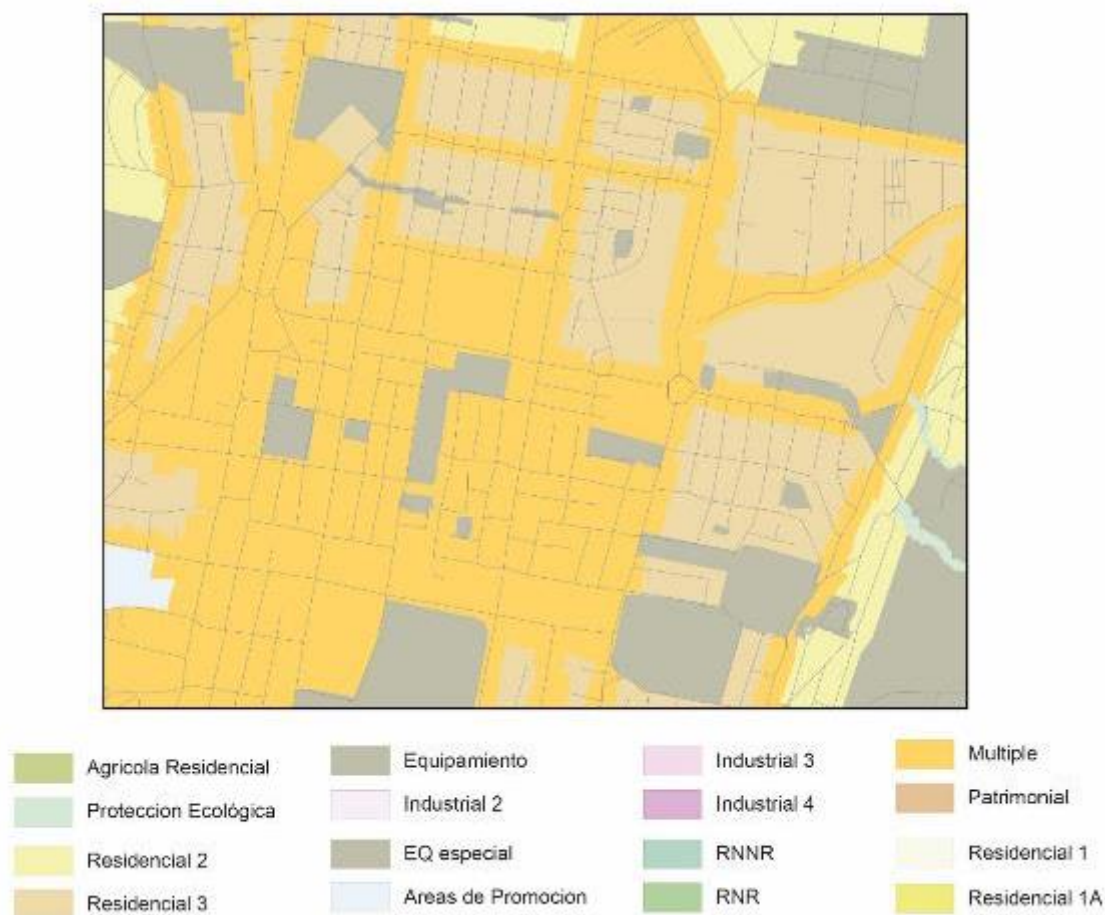 Agricola Residencial
Proteccion Ecológica
Residencial 2
Residencial 3
Equipamiento
Industrial 2
EQ especial
Areas de Promocion
Industrial 3
Industrial 4
RNNR
RNR
Multiple
Patrimonial
Residencial 1
Residencial 1A